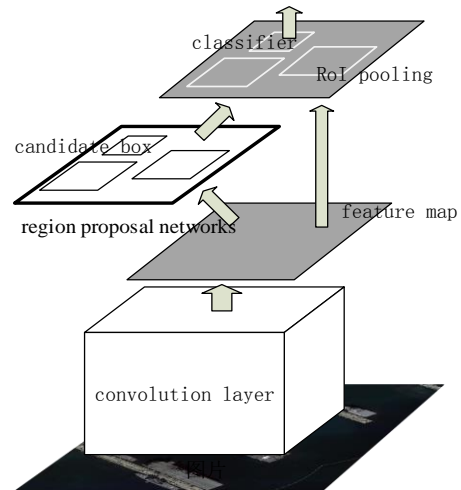 classifier
RoI pooling
candidate box
region proposal networks
feature map
convolution layer
图片